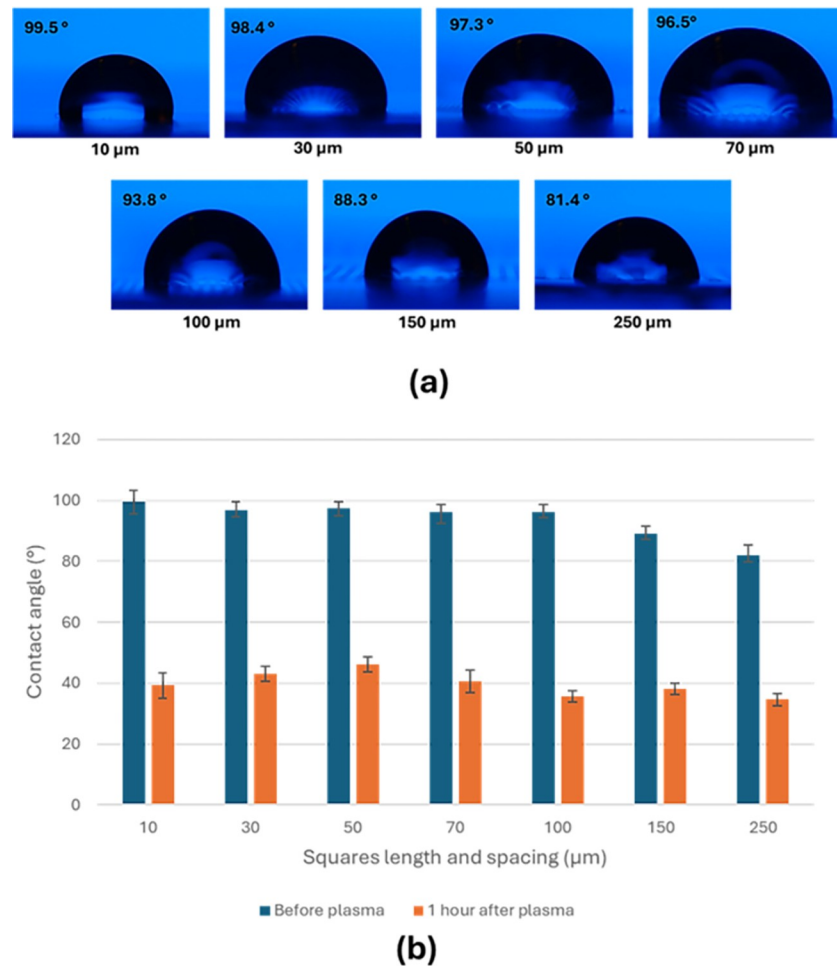 99.5° 98.4° 97.3° 96.5°
10 µm 30 µm 50 µm 70 µm
93.8° 88.3° 81.4°
100 µm 150 µm 250 µm
(a)
120
100
80
60
40
20
0
Contact angle (°)
10 30 50 70 100 150 250
Squares length and spacing (µm)
Before plasma 1 hour after plasma
(b)